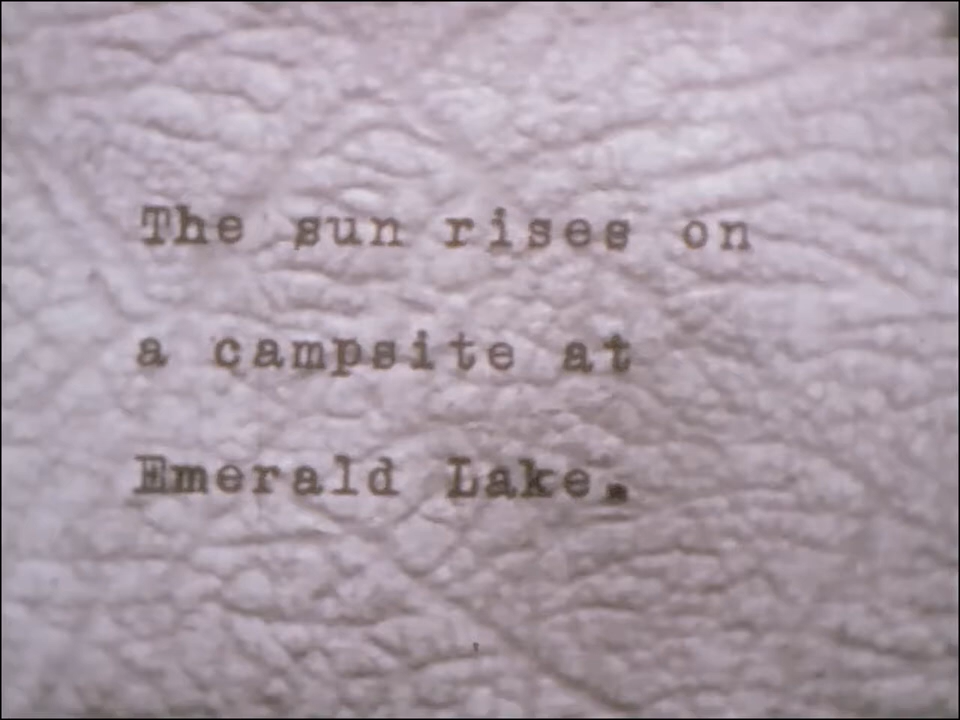 The sun rises on
a campsite at
Emerald Lake.